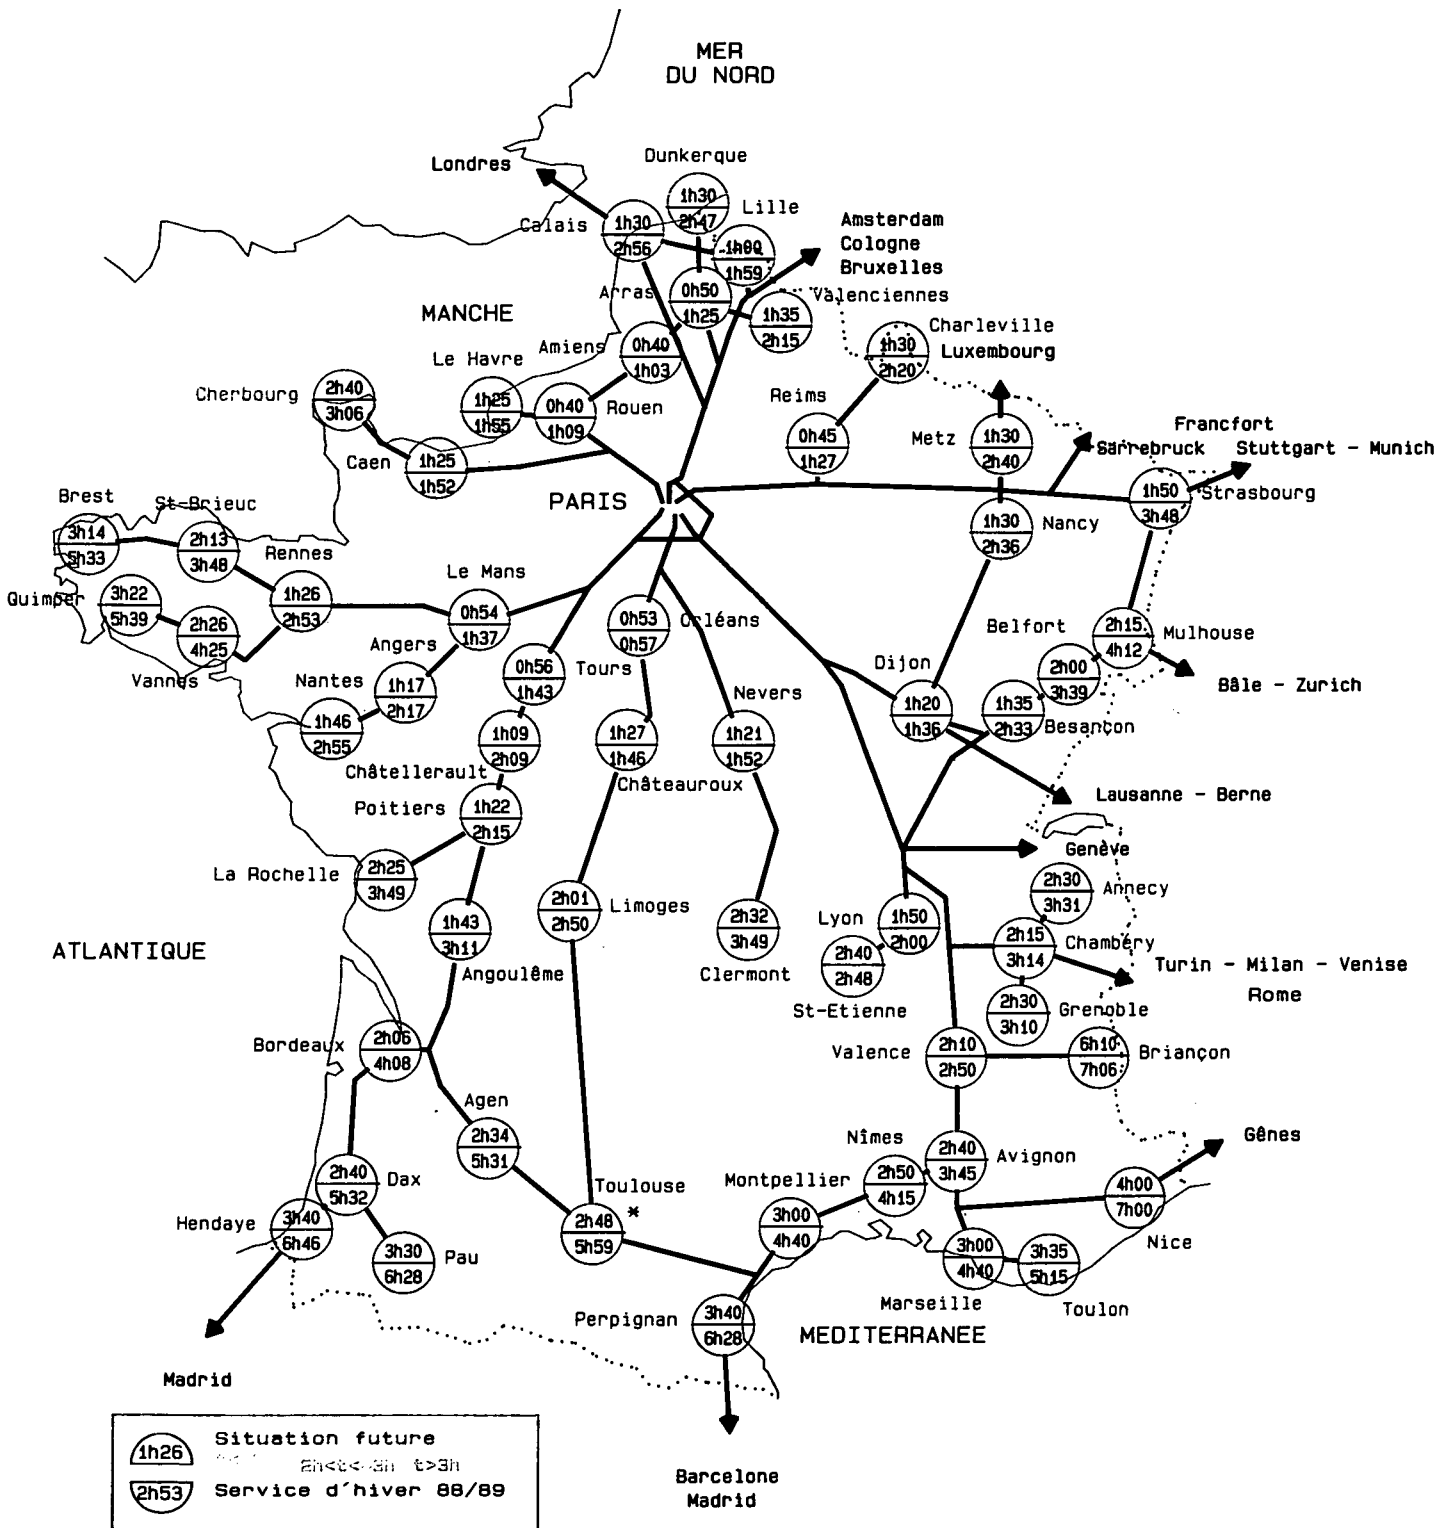 MER
DU NORD
Londres
Dunkerque
1h30
2h47
Calais
1h30
2h56
Lille
1h00
1h59
Amsterdam
Cologne
Bruxelles
MANCHE
Arras
0h50
1h25
Valenciennes
1h35
2h15
Amiens
0h40
1h03
Charleville
1h30
2h20
Luxembourg
Le Havre
1h25
1h55
Cherbourg
2h40
3h06
Rouen
0h40
1h09
Reims
0h45
1h27
Metz
1h30
2h40
Francfort
Sarrebruck
Stuttgart - Munich
Caen
1h25
1h52
PARIS
Strasbourg
1h50
3h48
Nancy
1h30
2h36
Brest
3h14
5h33
St-Brieuc
2h13
3h48
Rennes
1h26
2h53
Quimper
3h22
5h39
Vannes
2h26
4h25
Le Mans
0h54
1h37
Angers
1h17
2h17
Nantes
1h46
2h55
Orléans
0h53
0h57
Tours
0h56
1h43
Nevers
1h21
1h52
Dijon
1h20
1h36
Belfort
2h00
3h39
Mulhouse
2h15
4h12
Bâle - Zurich
Besançon
1h35
2h33
Châtellerault
1h09
2h09
Châteauroux
1h27
1h46
Lausanne - Berne
Poitiers
1h22
2h15
Genève
La Rochelle
2h25
3h49
Limoges
2h01
2h50
Clermont
2h32
3h49
Lyon
1h50
2h00
Annecy
2h30
3h31
ATLANTIQUE
Angoulême
1h43
3h11
St-Etienne
2h40
2h48
Chambéry
2h15
3h14
Turin - Milan - Venise
Rome
Grenoble
2h30
3h10
Bordeaux
2h06
4h08
Valence
2h10
2h50
Briançon
6h10
7h06
Agen
2h34
5h31
Nîmes
2h50
4h15
Avignon
2h40
3h45
Gênes
Dax
2h40
5h32
Toulouse
*
2h48
5h59
Montpellier
3h00
4h40
Nice
4h00
7h00
Hendaye
3h40
6h46
Pau
3h30
6h28
Marseille
3h00
4h40
Toulon
3h35
5h15
Perpignan
3h40
6h28
MEDITERRANEE
Madrid
Barcelone
Madrid
1h26
Situation future
2h<t<3h t>3h
2h53
Service d'hiver 88/89